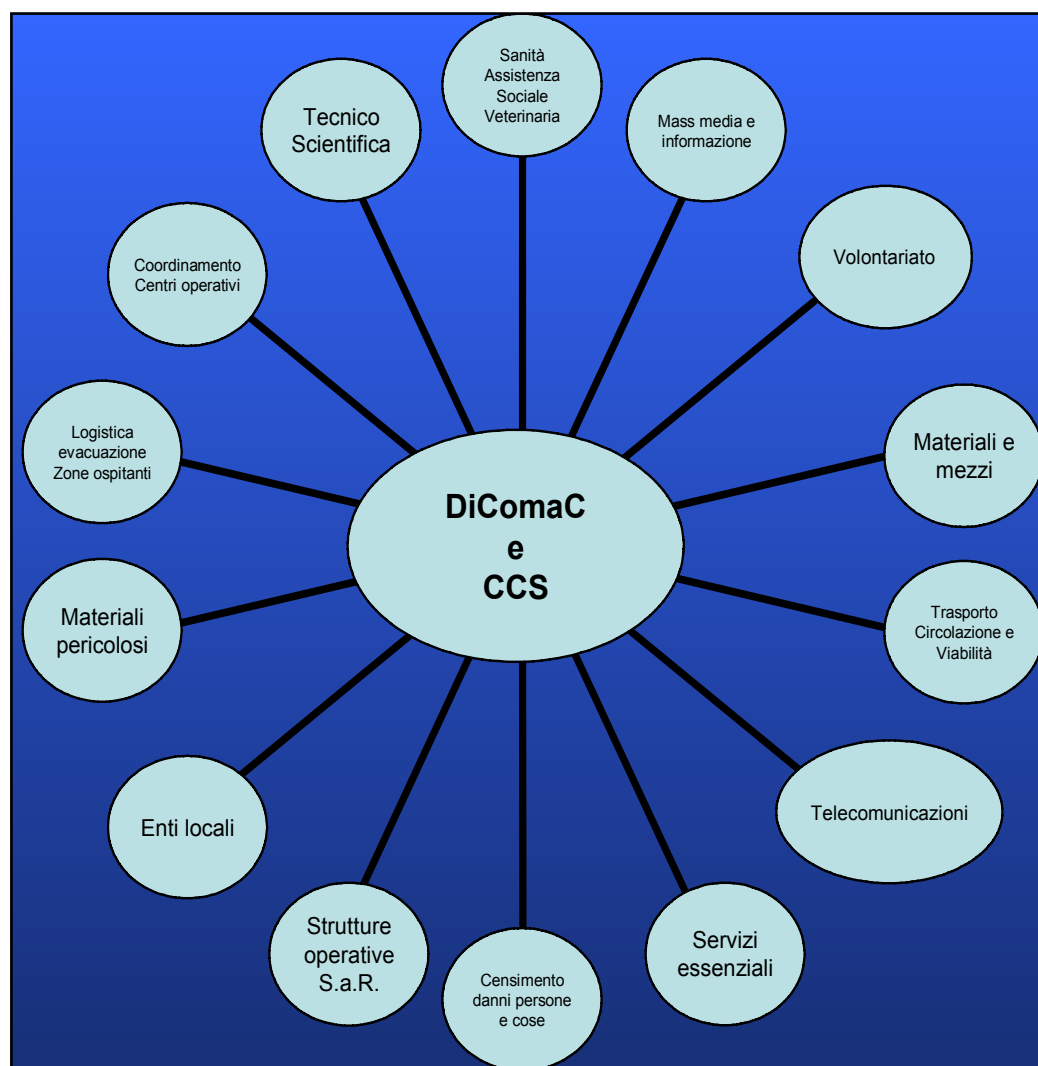 Sanità
Assistenza
Sociale
Veterinaria
Tecnico
Scientifica
Mass media e
informazione
Coordinamento
Centri operativi
Volontariato
Logistica
evacuazione
Zone ospitanti
Materiali e
mezzi
DiComaC
e
CCS
Materiali
pericolosi
Trasporto
Circolazione e
Viabilità
Enti locali
Telecomunicazioni
Strutture
operative
S.a.R.
Censimento
danni persone
e cose
Servizi
essenziali